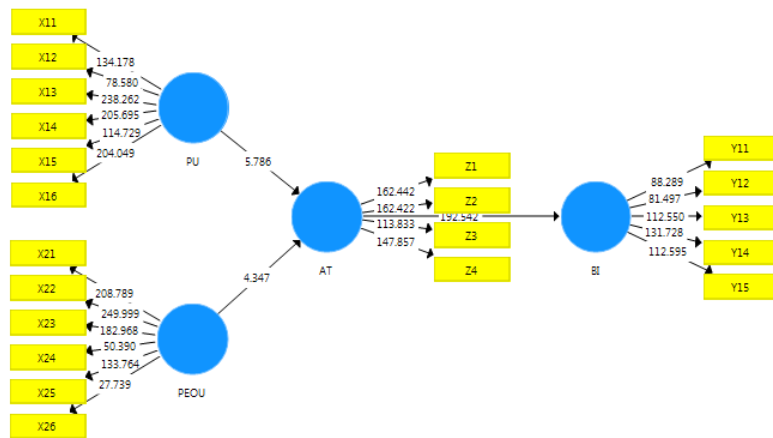 X11
X12
X13
X14
X15
X16
134.178
78.580
238.262
205.695
114.729
204.049
PU
5.786
X21
X22
X23
X24
X25
X26
208.789
249.999
182.968
50.390
133.764
27.739
PEOU
4.347
AT
162.442
162.422
113.833
147.857
192.542
Z1
Z2
Z3
Z4
BI
88.289
81.497
112.550
131.728
112.595
Y11
Y12
Y13
Y14
Y15